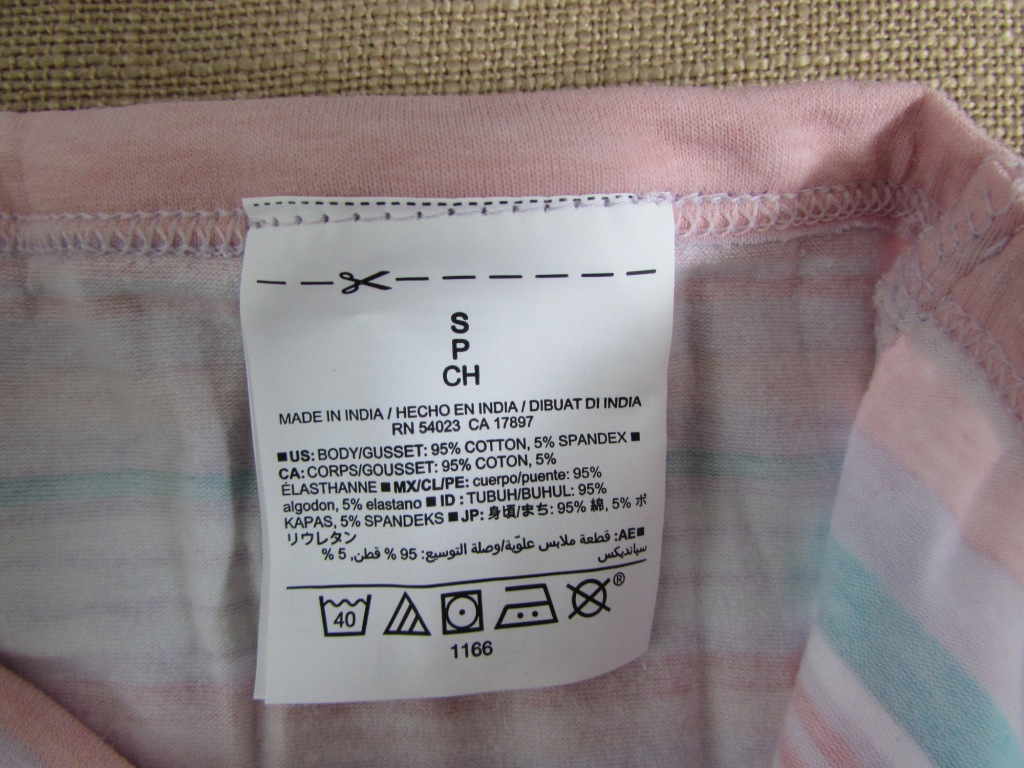 S
P
CH
MADE IN INDIA / HECHO EN INDIA / DIBUAT DI INDIA
RN 54023 CA 17897
■ US: BODY/GUSSET: 95% COTTON, 5% SPANDEX ■
CA: CORPS/GOUSSET: 95% COTON, 5%
ÉLASTHANNE ■ MX/CL/PE: cuerpo/puente: 95%
algodon, 5% elastano ■ ID : TUBUH/BUHUL: 95%
KAPAS, 5% SPANDEKS ■ JP: 身頃/まち: 95% 綿, 5% ポ
リウレタン
■AE: قطعة ملابس علوّية/وصلة التوسيع: 95 % قطن, 5 %
سباندیکس
40 ®
1166